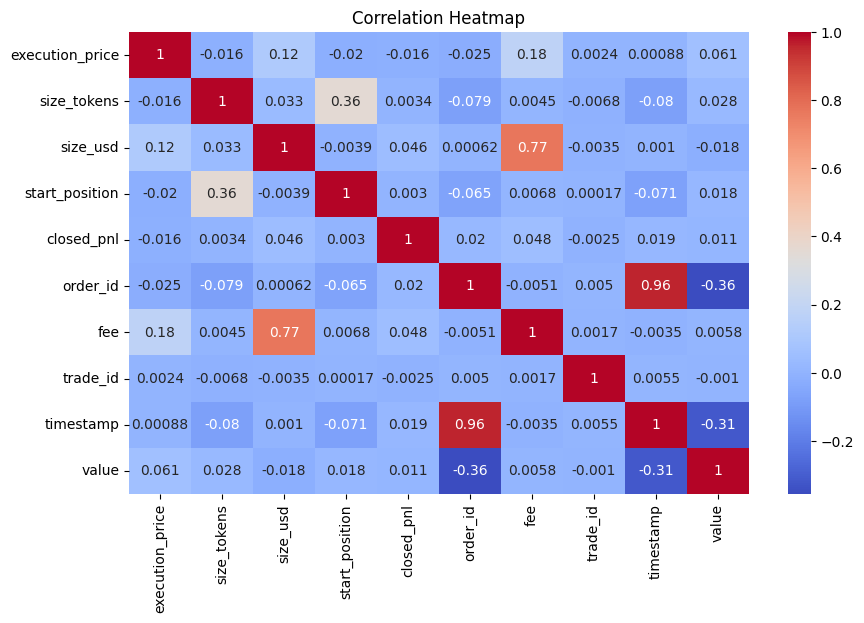 Correlation Heatmap
execution_price 1 -0.016 0.12 -0.02 -0.016 -0.025 0.18 0.0024 0.00088 0.061
size_tokens -0.016 1 0.033 0.36 0.0034 -0.079 0.0045 -0.0068 -0.08 0.028
size_usd 0.12 0.033 1 -0.0039 0.046 0.00062 0.77 -0.0035 0.001 -0.018
start_position -0.02 0.36 -0.0039 1 0.003 -0.065 0.0068 0.00017 -0.071 0.018
closed_pnl -0.016 0.0034 0.046 0.003 1 0.02 0.048 -0.0025 0.019 0.011
order_id -0.025 -0.079 0.00062 -0.065 0.02 1 -0.0051 0.005 0.96 -0.36
fee 0.18 0.0045 0.77 0.0068 0.048 -0.0051 1 0.0017 -0.0035 0.0058
trade_id 0.0024 -0.0068 -0.0035 0.00017 -0.0025 0.005 0.0017 1 0.0055 -0.001
timestamp 0.00088 -0.08 0.001 -0.071 0.019 0.96 -0.0035 0.0055 1 -0.31
value 0.061 0.028 -0.018 0.018 0.011 -0.36 0.0058 -0.001 -0.31 1
execution_price
size_tokens
size_usd
start_position
closed_pnl
order_id
fee
trade_id
timestamp
value
1.0
0.8
0.6
0.4
0.2
0.0
−0.2